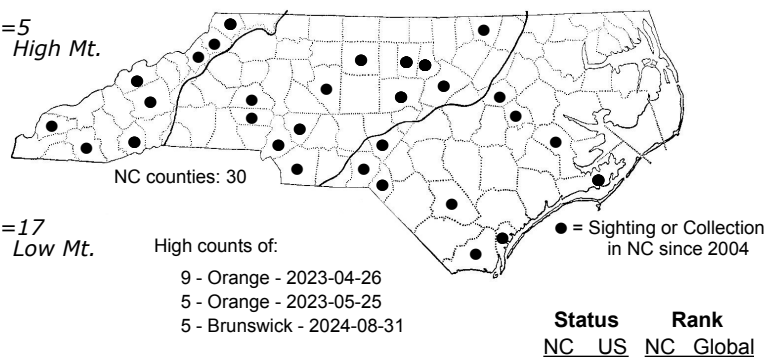 =5
High Mt.
NC counties: 30
=17
Low Mt.
High counts of:
9 - Orange - 2023-04-26
5 - Orange - 2023-05-25
5 - Brunswick - 2024-08-31
● = Sighting or Collection
in NC since 2004
Status Rank
NC US NC Global